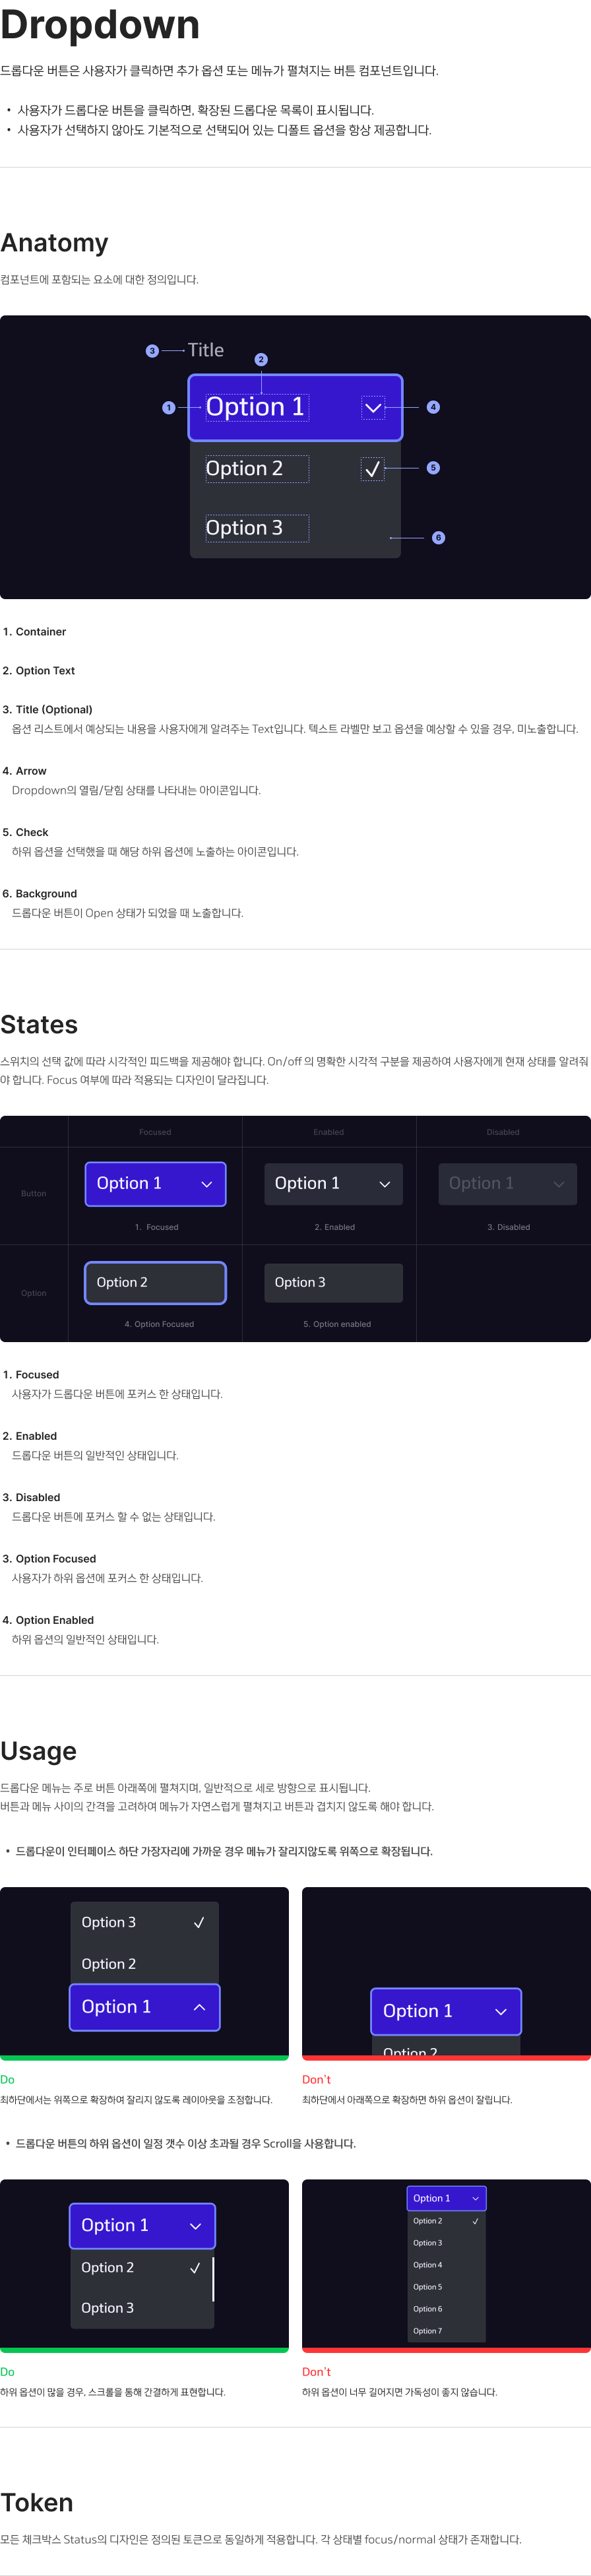 Dropdown
드롭다운 버튼은 사용자가 클릭하면 추가 옵션 또는 메뉴가 펼쳐지는 버튼 컴포넌트입니다.
• 사용자가 드롭다운 버튼을 클릭하면, 확장된 드롭다운 목록이 표시됩니다.
• 사용자가 선택하지 않아도 기본적으로 선택되어 있는 디폴트 옵션을 항상 제공합니다.
Anatomy
컴포넌트에 포함되는 요소에 대한 정의입니다.
3 Title
2
1 Option 1 4
Option 2 5
Option 3 6
1. Container
2. Option Text
3. Title (Optional)
옵션 리스트에서 예상되는 내용을 사용자에게 알려주는 Text입니다. 텍스트 라벨만 보고 옵션을 예상할 수 있을 경우, 미노출합니다.
4. Arrow
Dropdown의 열림/닫힘 상태를 나타내는 아이콘입니다.
5. Check
하위 옵션을 선택했을 때 해당 하위 옵션에 노출하는 아이콘입니다.
6. Background
드롭다운 버튼이 Open 상태가 되었을 때 노출합니다.
States
스위치의 선택 값에 따라 시각적인 피드백을 제공해야 합니다. On/off 의 명확한 시각적 구분을 제공하여 사용자에게 현재 상태를 알려줘
야 합니다. Focus 여부에 따라 적용되는 디자인이 달라집니다.
Focused Enabled Disabled
Button Option 1 Option 1 Option 1
1. Focused 2. Enabled 3. Disabled
Option Option 2 Option 3
4. Option Focused 5. Option enabled
1. Focused
사용자가 드롭다운 버튼에 포커스 한 상태입니다.
2. Enabled
드롭다운 버튼의 일반적인 상태입니다.
3. Disabled
드롭다운 버튼에 포커스 할 수 없는 상태입니다.
3. Option Focused
사용자가 하위 옵션에 포커스 한 상태입니다.
4. Option Enabled
하위 옵션의 일반적인 상태입니다.
Usage
드롭다운 메뉴는 주로 버튼 아래쪽에 펼쳐지며, 일반적으로 세로 방향으로 표시됩니다.
버튼과 메뉴 사이의 간격을 고려하여 메뉴가 자연스럽게 펼쳐지고 버튼과 겹치지 않도록 해야 합니다.
• 드롭다운이 인터페이스 하단 가장자리에 가까운 경우 메뉴가 잘리지않도록 위쪽으로 확장됩니다.
Option 3
Option 2
Option 1
Option 1
Option 2
Do
최하단에서는 위쪽으로 확장하여 잘리지 않도록 레이아웃을 조정합니다.
Don't
최하단에서 아래쪽으로 확장하면 하위 옵션이 잘립니다.
• 드롭다운 버튼의 하위 옵션이 일정 갯수 이상 초과될 경우 Scroll을 사용합니다.
Option 1
Option 2
Option 3
Option 1
Option 2
Option 3
Option 4
Option 5
Option 6
Option 7
Do
하위 옵션이 많을 경우, 스크롤을 통해 간결하게 표현합니다.
Don't
하위 옵션이 너무 길어지면 가독성이 좋지 않습니다.
Token
모든 체크박스 Status의 디자인은 정의된 토큰으로 동일하게 적용합니다. 각 상태별 focus/normal 상태가 존재합니다.